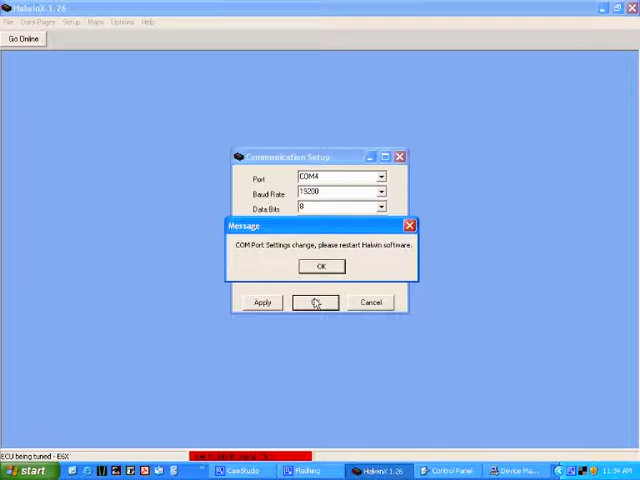 HalwinX-1.26
File Data Pages Setup Maps Options Help
Go Online
Communication Setup
Port COM4
Baud Rate 19200
Data Bits 8
Message
COM Port Settings change, please restart Halwin software.
OK
Apply
Cancel
ECU being tuned - E6X
start CamStudio Flashing HalwinX 1.26 Control Panel Device Ma... 11:34 AM